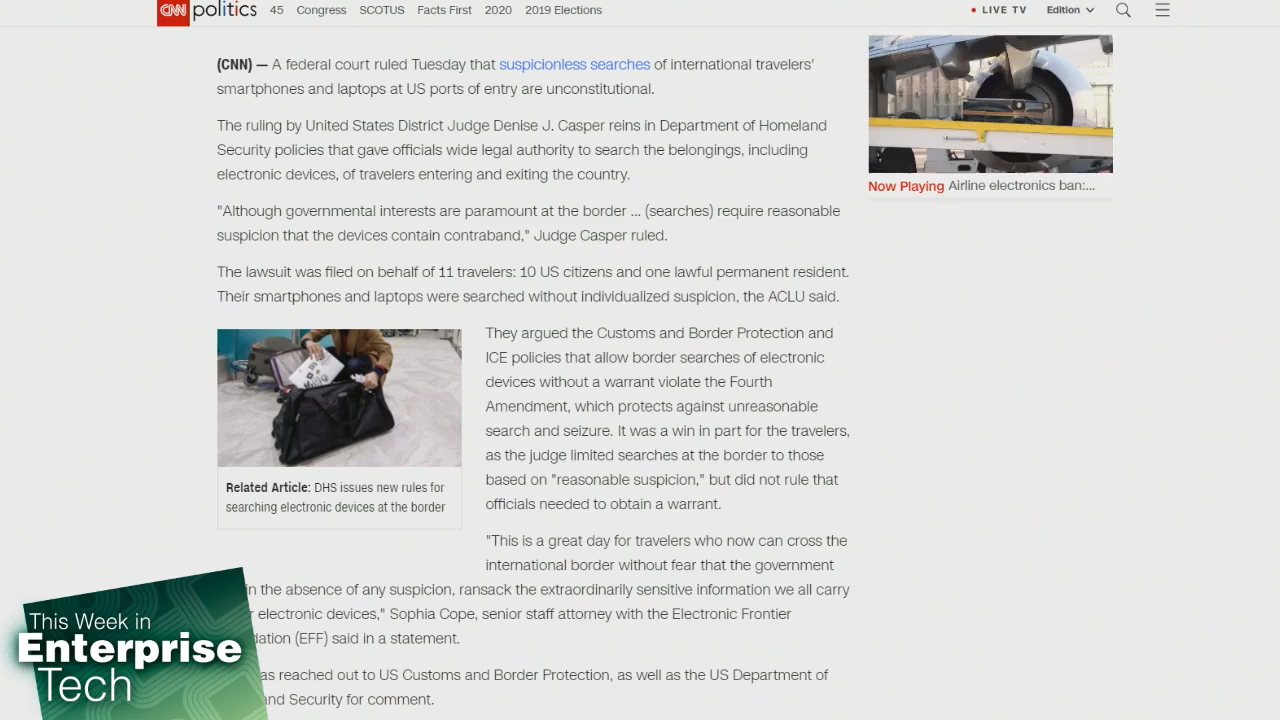 CNN politics 45 Congress SCOTUS Facts First 2020 2019 Elections • LIVE TV Edition
(CNN) — A federal court ruled Tuesday that suspicionless searches of international travelers'
smartphones and laptops at US ports of entry are unconstitutional.
The ruling by United States District Judge Denise J. Casper reins in Department of Homeland
Security policies that gave officials wide legal authority to search the belongings, including
electronic devices, of travelers entering and exiting the country.
"Although governmental interests are paramount at the border ... (searches) require reasonable
suspicion that the devices contain contraband," Judge Casper ruled.
The lawsuit was filed on behalf of 11 travelers: 10 US citizens and one lawful permanent resident.
Their smartphones and laptops were searched without individualized suspicion, the ACLU said.
They argued the Customs and Border Protection and
ICE policies that allow border searches of electronic
devices without a warrant violate the Fourth
Amendment, which protects against unreasonable
search and seizure. It was a win in part for the travelers,
as the judge limited searches at the border to those
based on "reasonable suspicion," but did not rule that
officials needed to obtain a warrant.
Related Article: DHS issues new rules for
searching electronic devices at the border
"This is a great day for travelers who now can cross the
international border without fear that the government
in the absence of any suspicion, ransack the extraordinarily sensitive information we all carry
electronic devices," Sophia Cope, senior staff attorney with the Electronic Frontier
dation (EFF) said in a statement.
as reached out to US Customs and Border Protection, as well as the US Department of
and Security for comment.
Now Playing Airline electronics ban:...
This Week in
Enterprise
Tech